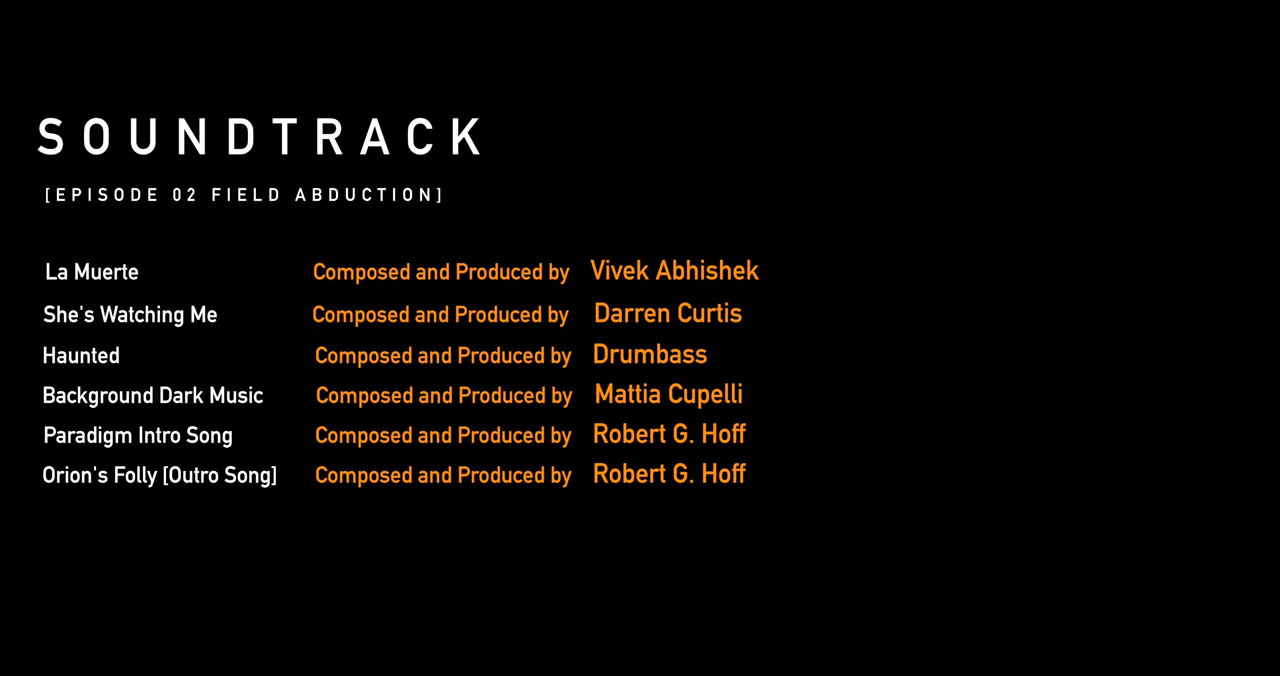 SOUNDTRACK
[EPISODE 02 FIELD ABDUCTION]
La Muerte Composed and Produced by Vivek Abhishek
She's Watching Me Composed and Produced by Darren Curtis
Haunted Composed and Produced by Drumbass
Background Dark Music Composed and Produced by Mattia Cupelli
Paradigm Intro Song Composed and Produced by Robert G. Hoff
Orion's Folly [Outro Song] Composed and Produced by Robert G. Hoff